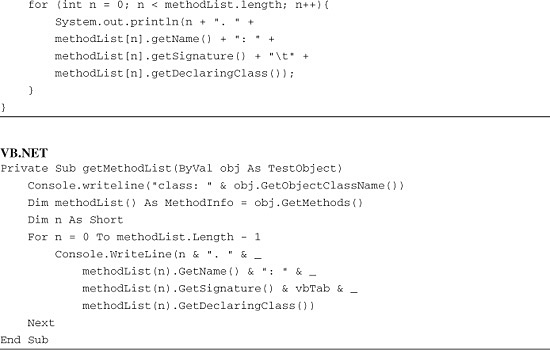 for (int n = 0; n < methodList.length; n++){
System.out.println(n + ". " +
methodList[n].getName() + ": " +
methodList[n].getSignature() + "\t" +
methodList[n].getDeclaringClass());
}
}
VB.NET
Private Sub getMethodList(ByVal obj As TestObject)
Console.writeline("class: " & obj.GetObjectClassName())
Dim methodList() As MethodInfo = obj.GetMethods()
Dim n As Short
For n = 0 To methodList.Length - 1
Console.WriteLine(n & ". " & _
methodList(n).GetName() & ": " & _
methodList(n).GetSignature() & vbTab & _
methodList(n).GetDeclaringClass())
Next
End Sub